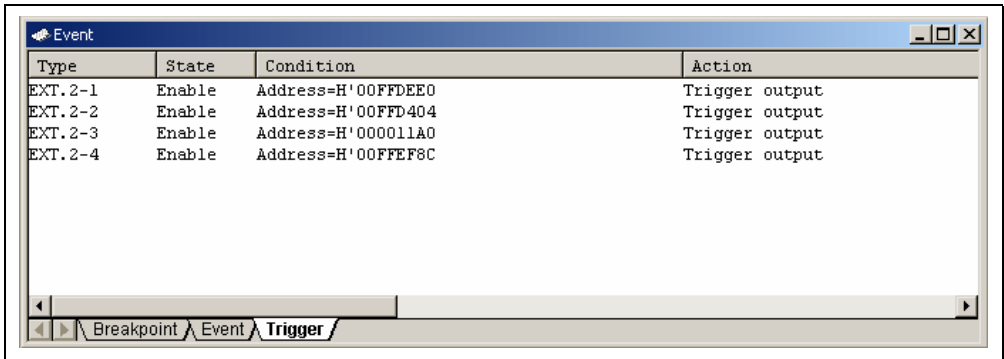 Event
Type State Condition Action
EXT.2-1 Enable Address=H'00FFDEE0 Trigger output
EXT.2-2 Enable Address=H'00FFD404 Trigger output
EXT.2-3 Enable Address=H'000011A0 Trigger output
EXT.2-4 Enable Address=H'00FFEF8C Trigger output
Breakpoint Event Trigger